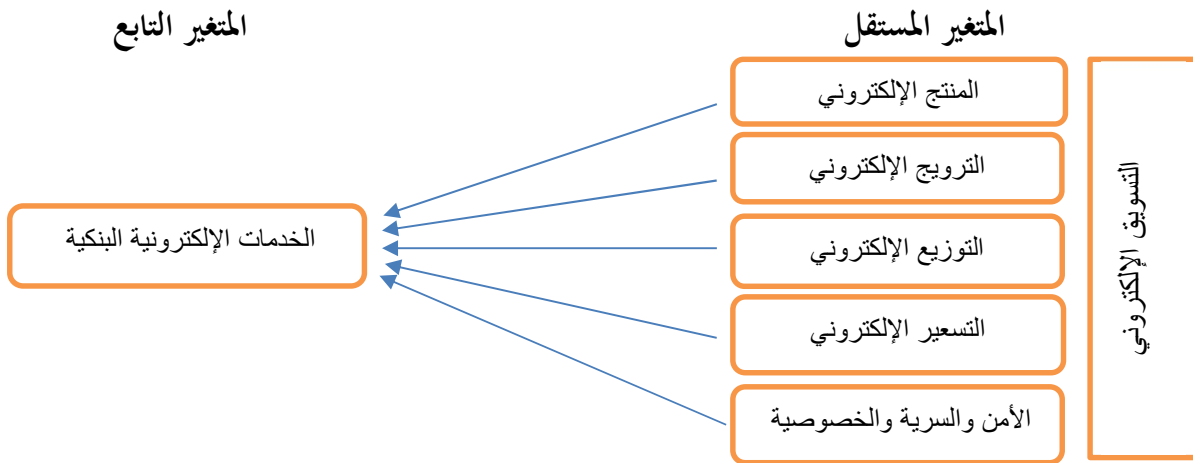 المتغير المستقل
المتغير التابع
التسويق الإلكتروني
المنتج الإلكتروني
الترويج الإلكتروني
التوزيع الإلكتروني
التسعير الإلكتروني
الأمن والسرية والخصوصية
الخدمات الإلكترونية البنكية